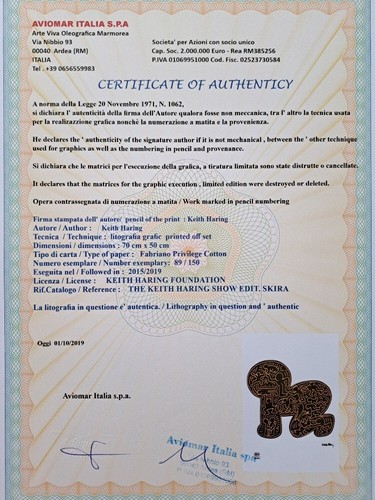 AVIOMAR ITALIA S.P.A
Arte Viva Oleografica Marmorea
Via Nibbio 93
00040 Ardea (RM)
ITALIA
Tel . +39 0656559983
Societa' per Azioni con socio unico
Cap. Soc. 2.000.000 Euro Rea RM385256
P.IVA 01069951000 Cod. Fisc. 02523730584
CERTIFICATE OF AUTHENTICITY
A norma della Legge 20 Novembre 1971, N. 1062,
si dichiara l' autenticità della firma dell'Autore qualora fosse non meccanica, tra l' altro la tecnica usata
per la realizzazione grafica nonché la numerazione a matita e la provenienza.
He declares the ' authenticity of the signature author if it is not mechanical , between the ' other technique
used for graphics as well as the numbering in pencil and provenance.
Si dichiara che le matrici per l'esecuzione della grafica, a tiratura limitata sono state distrutte o cancellate.
It declares that the matrices for the graphic execution , limited edition were destroyed or deleted.
Opera contrassegnata di numerazione a matita / Work marked in pencil numbering
Firma stampata dell' autore/ pencil of the print : Keith Haring
Autore / Author : Keith Haring
Tecnica / Technique : litografia grafic printed off set
Dimensioni / dimensions : 70 cm x 50 cm
Tipo di carta / Type of paper : Fabriano Privilege Cotton
Numero esemplare / Number exemplary: 89 / 150
Eseguita nel / Followed in : 2015/2019
Licenza / License : KEITH HARING FOUNDATION
Rif.Catalogo / Reference : THE KEITH HARING SHOW EDIT. SKIRA
La litografia in questione e' autentica. / Lithography in question and ' authentic
Oggi 01/10/2019
Aviomar Italia s.p.a.
Aviomar Italia spa
Via Nibbio 93